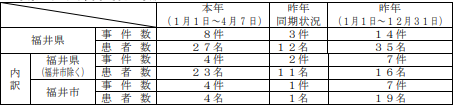 本年
(1月1日～4月7日)
昨年
同期状況
昨年
(1月1日～12月31日)
福井県
事件数 8件 3件 14件
患者数 27名 12名 35名
内訳
福井県
(福井市除く)
事件数 4件 2件 7件
患者数 23名 11名 16名
福井市
事件数 4件 1件 7件
患者数 4名 1名 19名